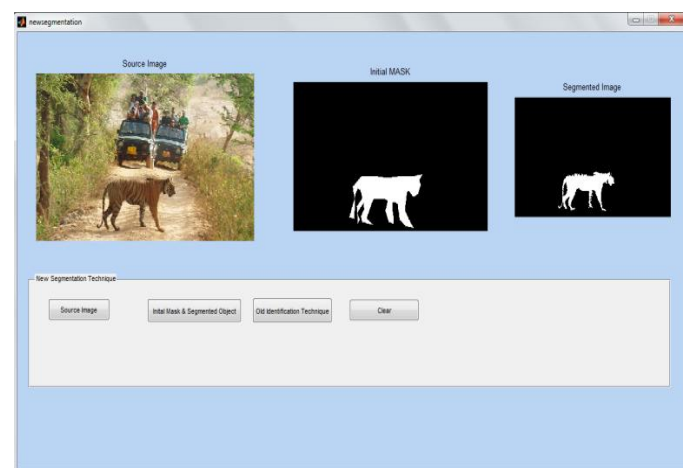 newsegmentation
Source Image
Initial MASK
Segmented Image
New Segmentation Technique
Source Image
Inital Mask & Segmented Object
Old Identification Technique
Clear